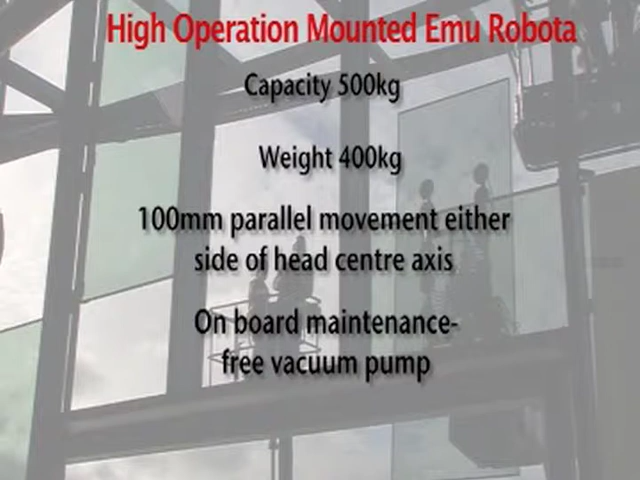 High Operation Mounted Emu Robota
Capacity 500kg
Weight 400kg
100mm parallel movement either
side of head centre axis
On board maintenance-
free vacuum pump